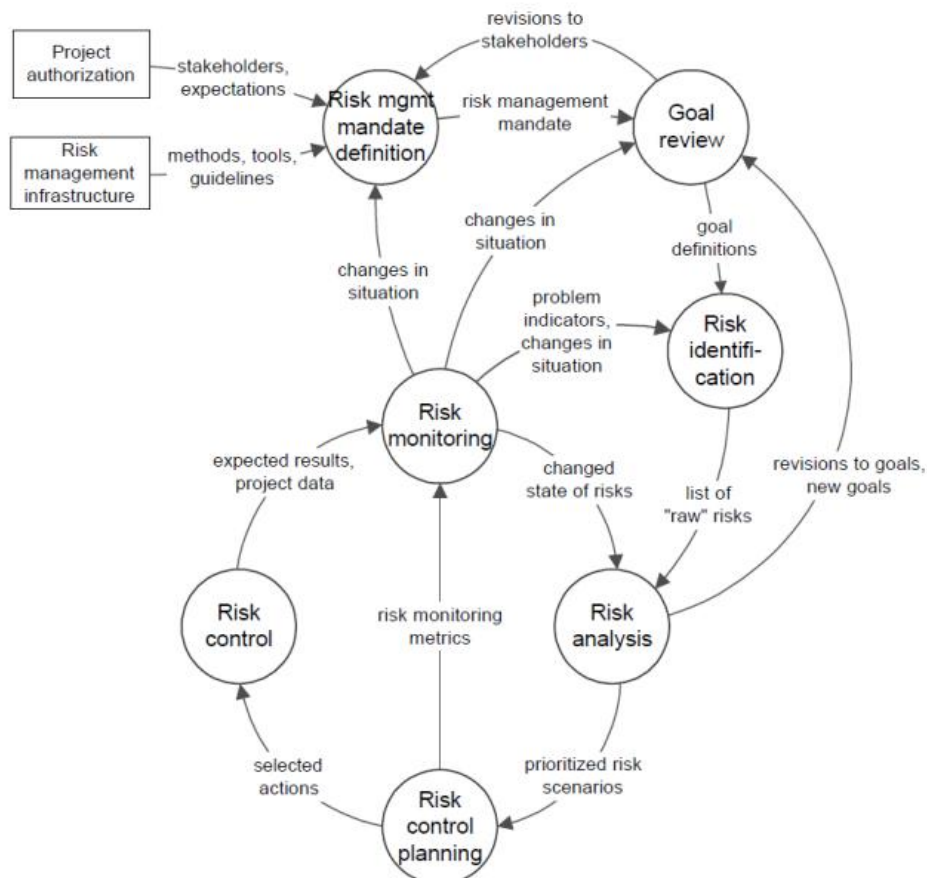 revisions to
stakeholders
Project
authorization
stakeholders,
expectations
Risk mgmt
mandate
definition
risk management
mandate
Goal
review
Risk
management
infrastructure
methods, tools,
guidelines
changes in
situation
changes in
situation
goal
definitions
problem
indicators,
changes in
situation
Risk
identifi-
cation
Risk
monitoring
expected results,
project data
changed
state of risks
list of
"raw" risks
revisions to goals,
new goals
Risk
control
risk monitoring
metrics
Risk
analysis
selected
actions
prioritized risk
scenarios
Risk
control
planning